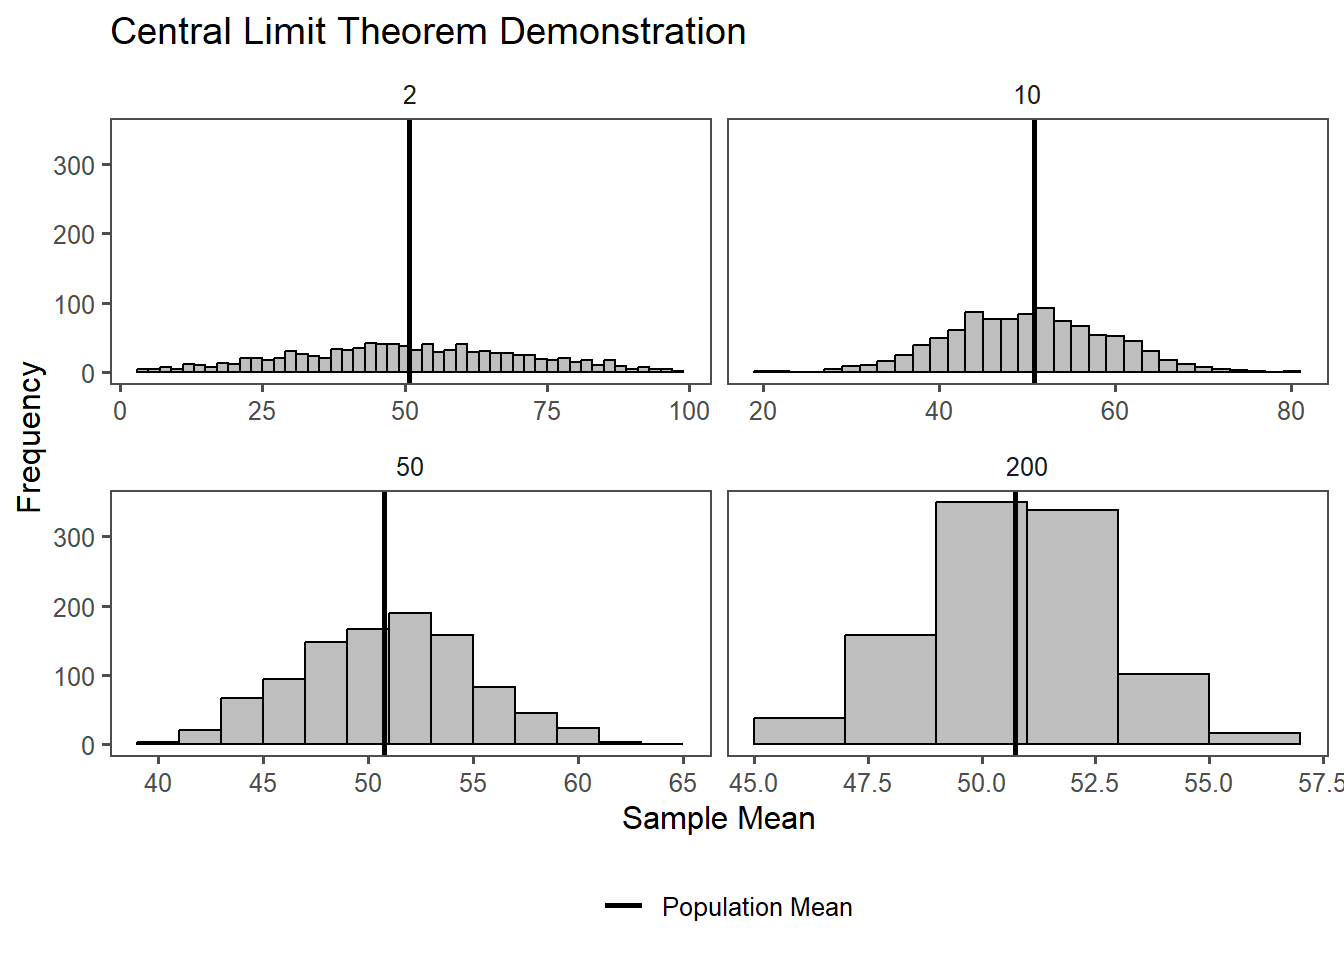 Central Limit Theorem Demonstration
2
10
300
200
100
0
0 25 50 75 100
20 40 60 80
Frequency
50
200
300
200
100
0
40 45 50 55 60 65
45.0 47.5 50.0 52.5 55.0 57.5
Sample Mean
Population Mean